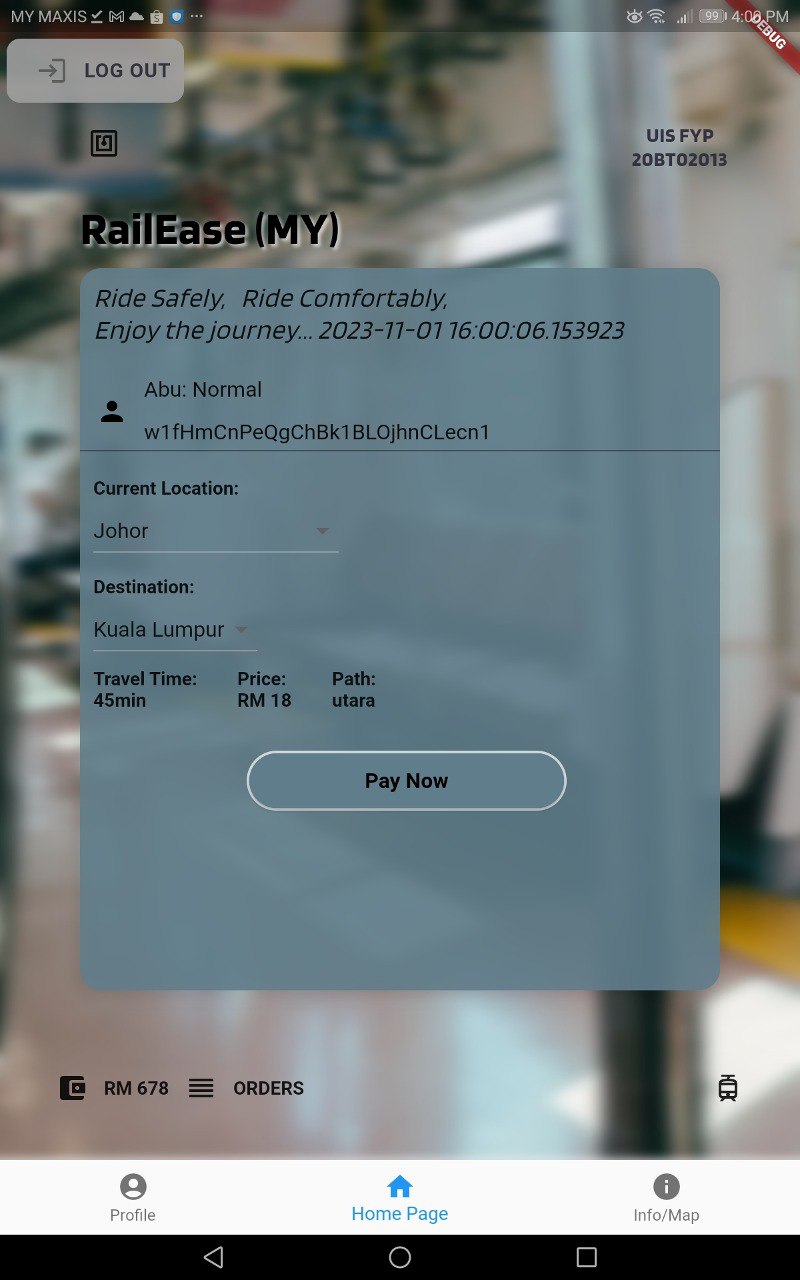 MY MAXIS
99
4:00 PM
DEBUG
LOG OUT
UIS FYP
20BT02013
RailEase (MY)
Ride Safely, Ride Comfortably,
Enjoy the journey... 2023-11-01 16:00:06.153923
Abu: Normal
w1fHmCnPeQgChBk1BLOjhnCLecn1
Current Location:
Johor
Destination:
Kuala Lumpur
Travel Time: Price: Path:
45min RM 18 utara
Pay Now
RM 678 ORDERS
Profile Home Page Info/Map